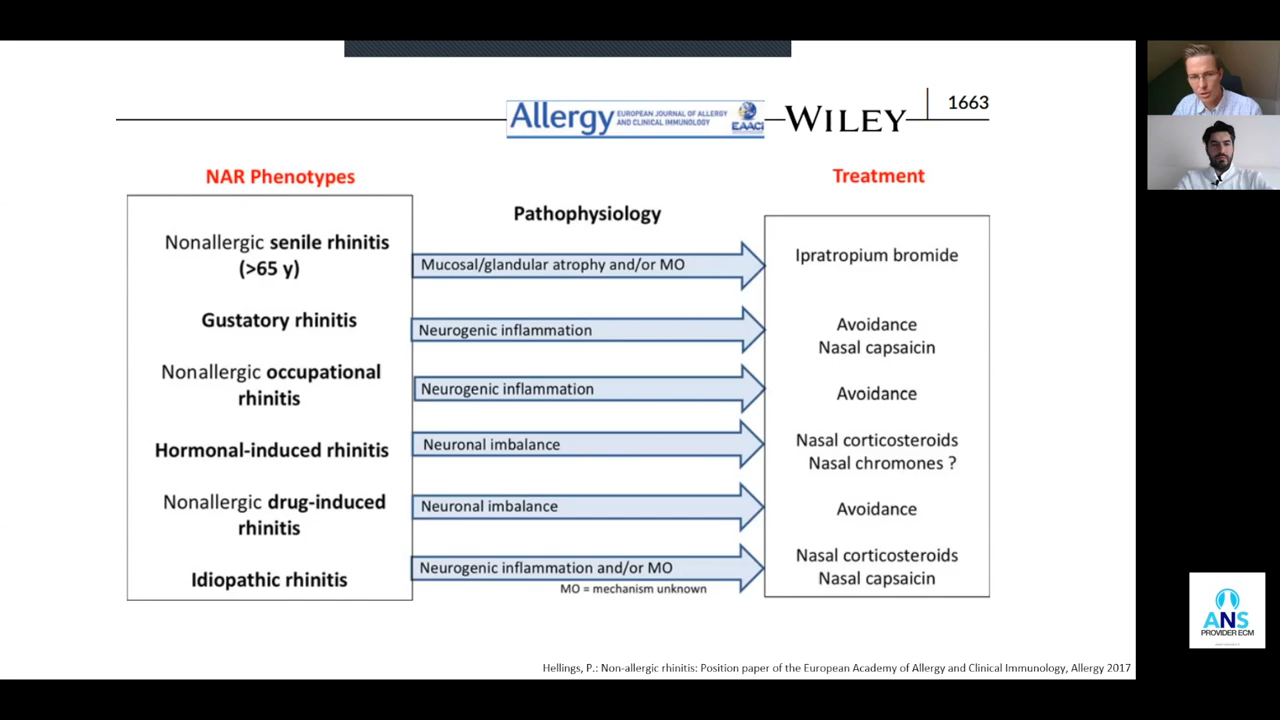 Allergy EUROPEAN JOURNAL OF ALLERGY
AND CLINICAL IMMUNOLOGY
EAACI
WILEY
1663
NAR Phenotypes
Pathophysiology
Treatment
Nonallergic senile rhinitis
(>65 y)
Mucosal/glandular atrophy and/or MO
Ipratropium bromide
Gustatory rhinitis
Neurogenic inflammation
Avoidance
Nasal capsaicin
Nonallergic occupational
rhinitis
Neurogenic inflammation
Avoidance
Hormonal-induced rhinitis
Neuronal imbalance
Nasal corticosteroids
Nasal chromones ?
Nonallergic drug-induced
rhinitis
Neuronal imbalance
Avoidance
Idiopathic rhinitis
Neurogenic inflammation and/or MO
MO = mechanism unknown
Nasal corticosteroids
Nasal capsaicin
Hellings, P.: Non-allergic rhinitis: Position paper of the European Academy of Allergy and Clinical Immunology, Allergy 2017
ANS
PROVIDER ECM